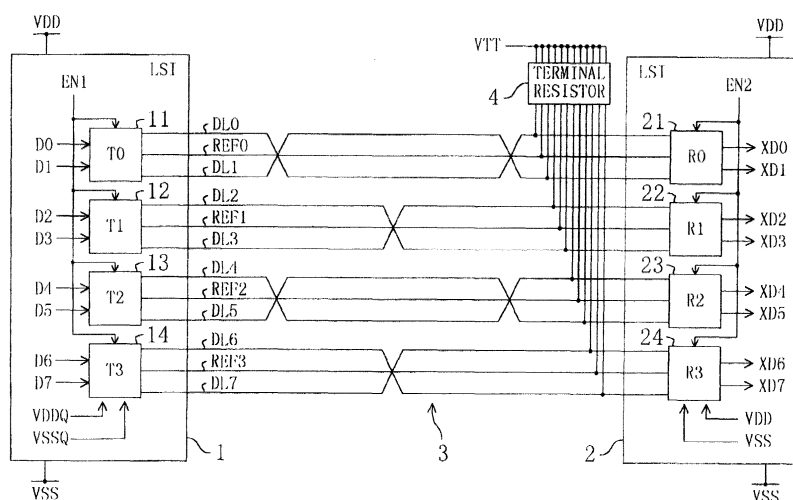 VDD
VDD
VTT
LSI
TERMINAL
RESISTOR
4
LSI
EN1
EN2
11
DL0
21
D0
T0
REF0
R0
XD0
D1
DL1
XD1
12
DL2
22
D2
T1
REF1
R1
XD2
D3
DL3
XD3
13
DL4
23
D4
T2
REF2
R2
XD4
D5
DL5
XD5
14
DL6
24
D6
T3
REF3
R3
XD6
D7
DL7
XD7
VDDQ
VDD
VSSQ
VSS
1
3
2
VSS
VSS